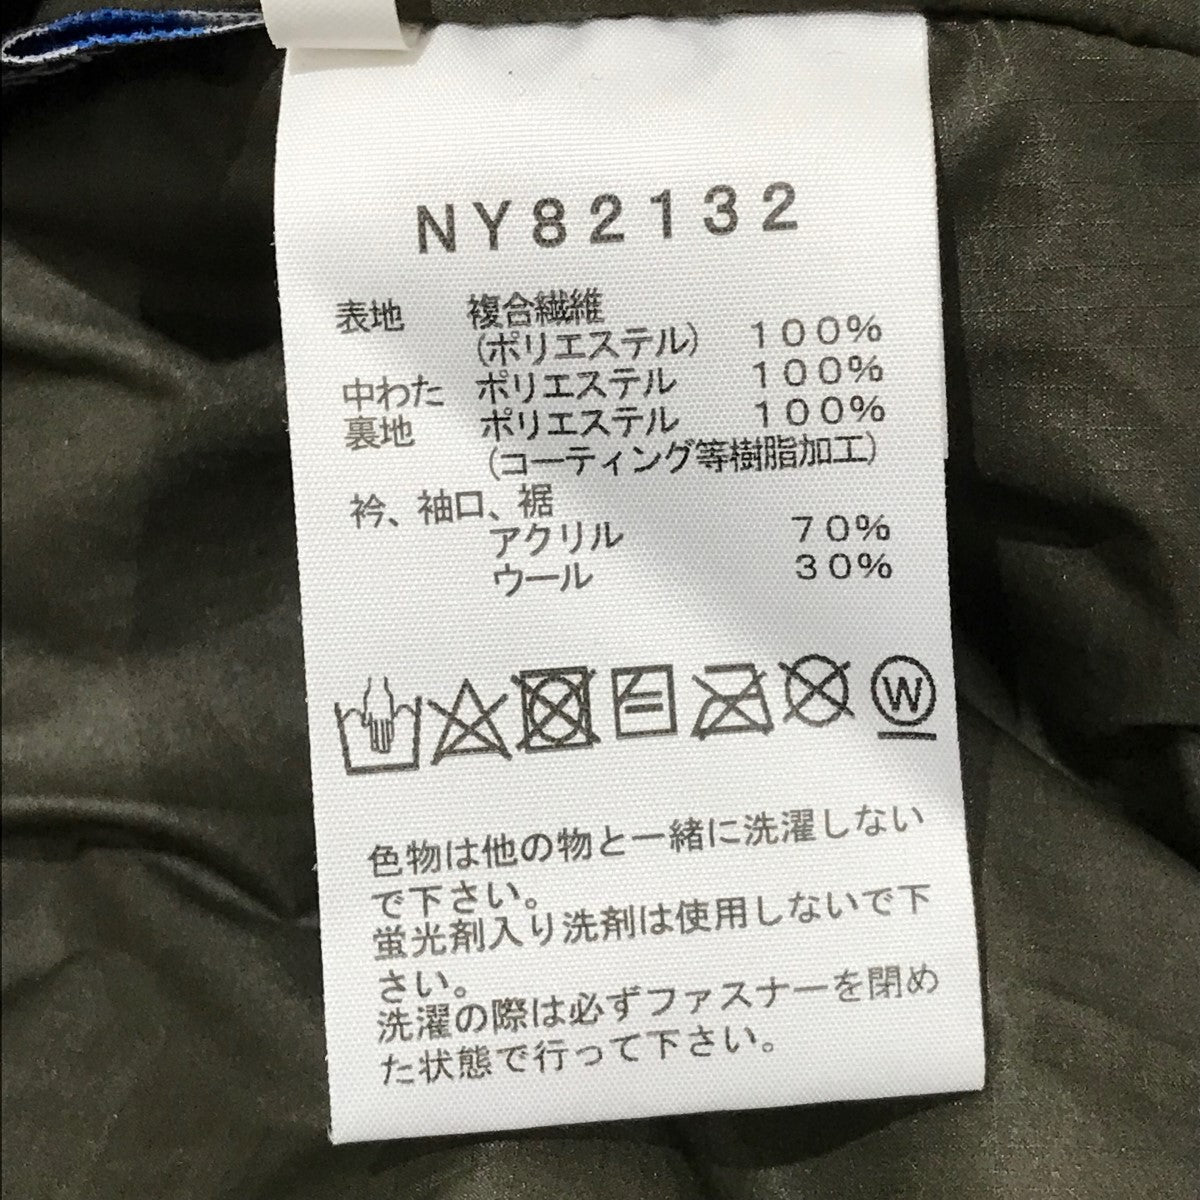 NY82132
表地 複合繊維
(ポリエステル) 100%
中わた ポリエステル 100%
裏地 ポリエステル 100%
(コーティング等樹脂加工)
衿、袖口、裾
アクリル 70%
ウール 30%
W
色物は他の物と一緒に洗濯しない
で下さい。
蛍光剤入り洗剤は使用しないで下
さい。
洗濯の際は必ずファスナーを閉め
た状態で行って下さい。